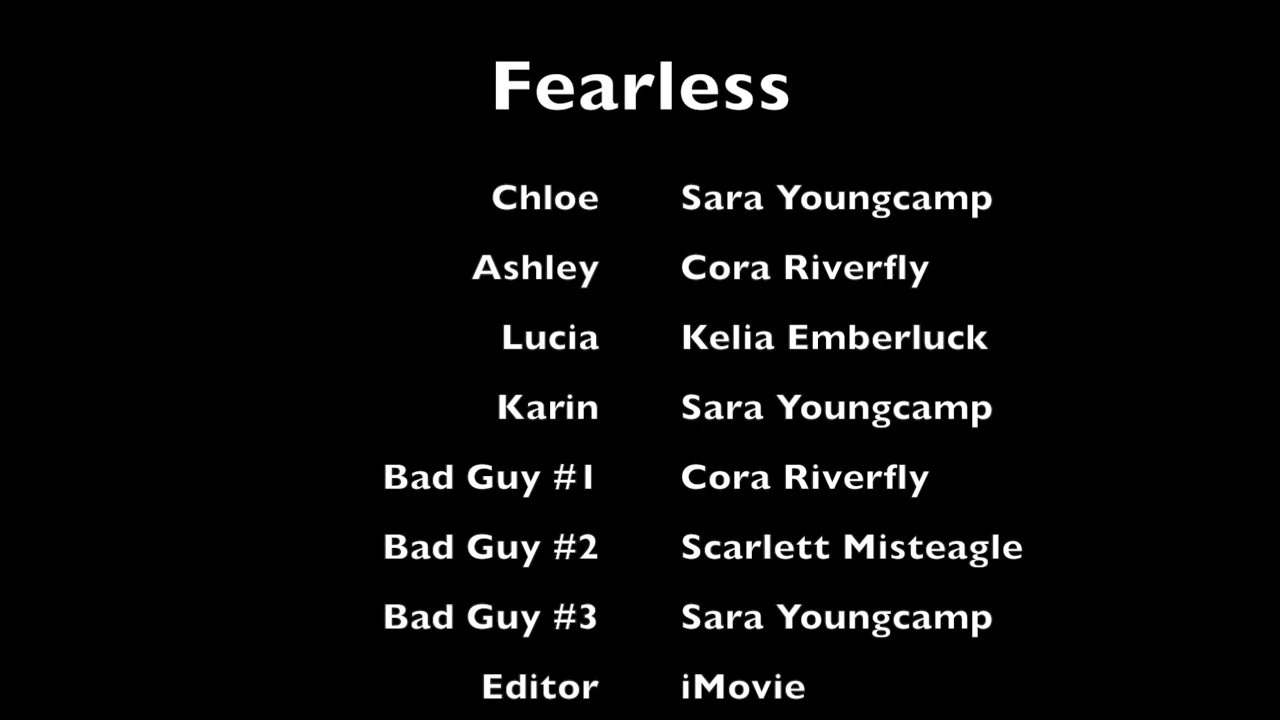 Fearless
Chloe Sara Youngcamp
Ashley Cora Riverfly
Lucia Kelia Emberluck
Karin Sara Youngcamp
Bad Guy #1 Cora Riverfly
Bad Guy #2 Scarlett Misteagle
Bad Guy #3 Sara Youngcamp
Editor iMovie